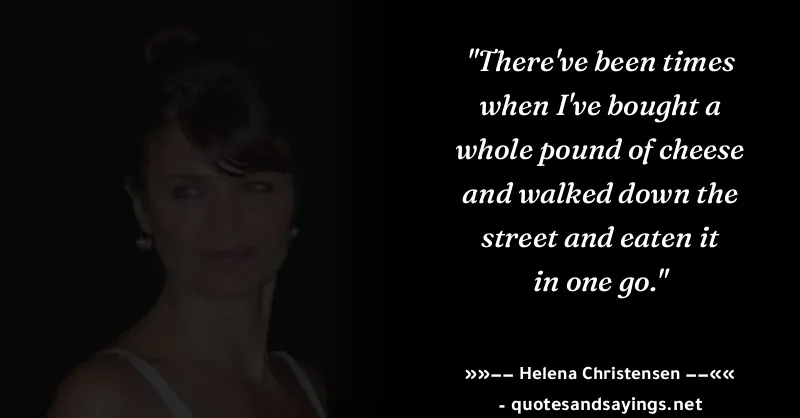 "There've been times
when I've bought a
whole pound of cheese
and walked down the
street and eaten it
in one go."
»»–– Helena Christensen ––««
- quotesandsayings.net